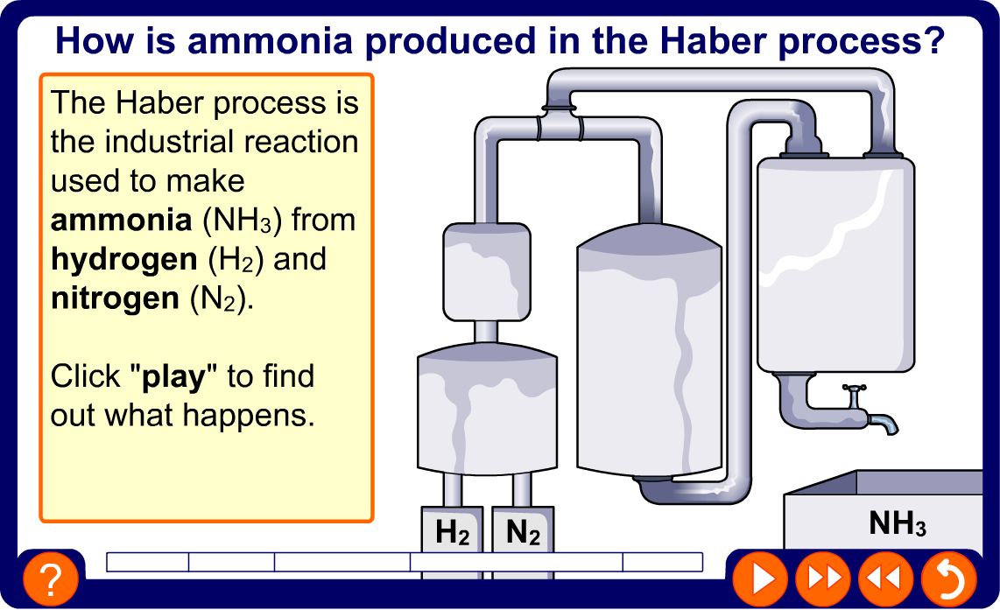 How is ammonia produced in the Haber process?
The Haber process is
the industrial reaction
used to make
ammonia (NH₃) from
hydrogen (H₂) and
nitrogen (N₂).
Click "play" to find
out what happens.
H₂
N₂
NH₃
?